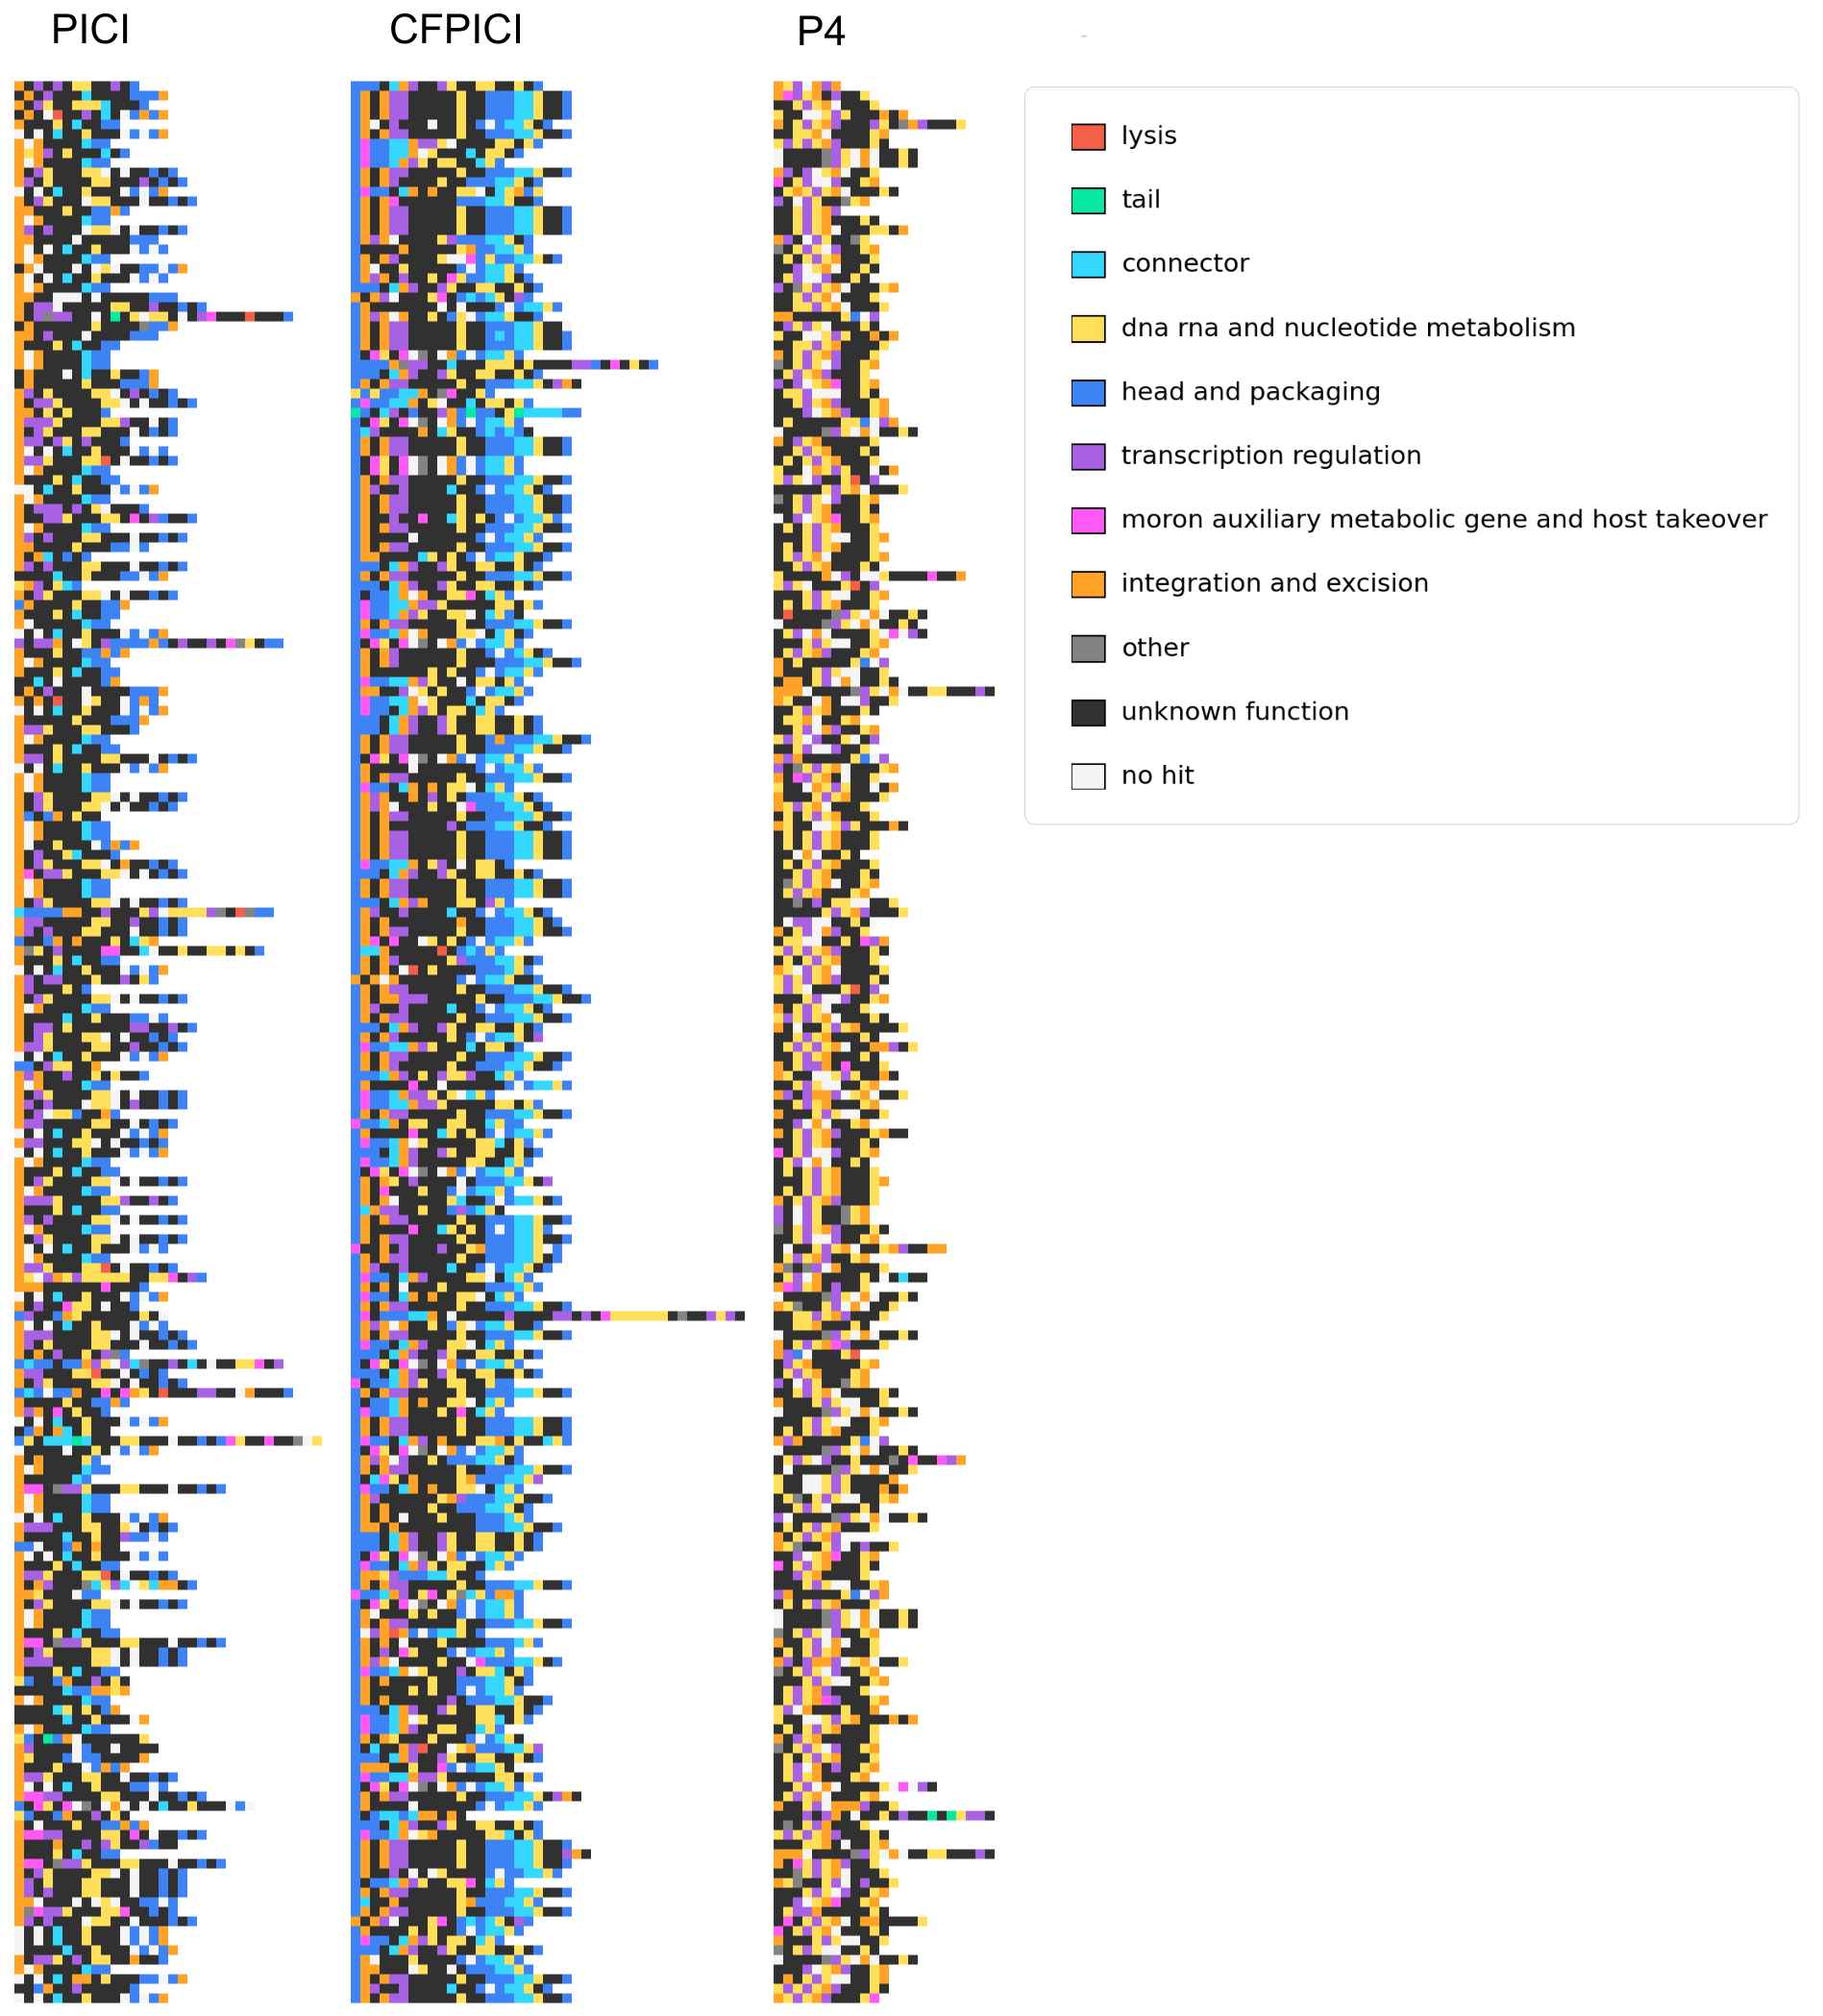 PICI CFPICI P4
lysis
tail
connector
dna rna and nucleotide metabolism
head and packaging
transcription regulation
moron auxiliary metabolic gene and host takeover
integration and excision
other
unknown function
no hit